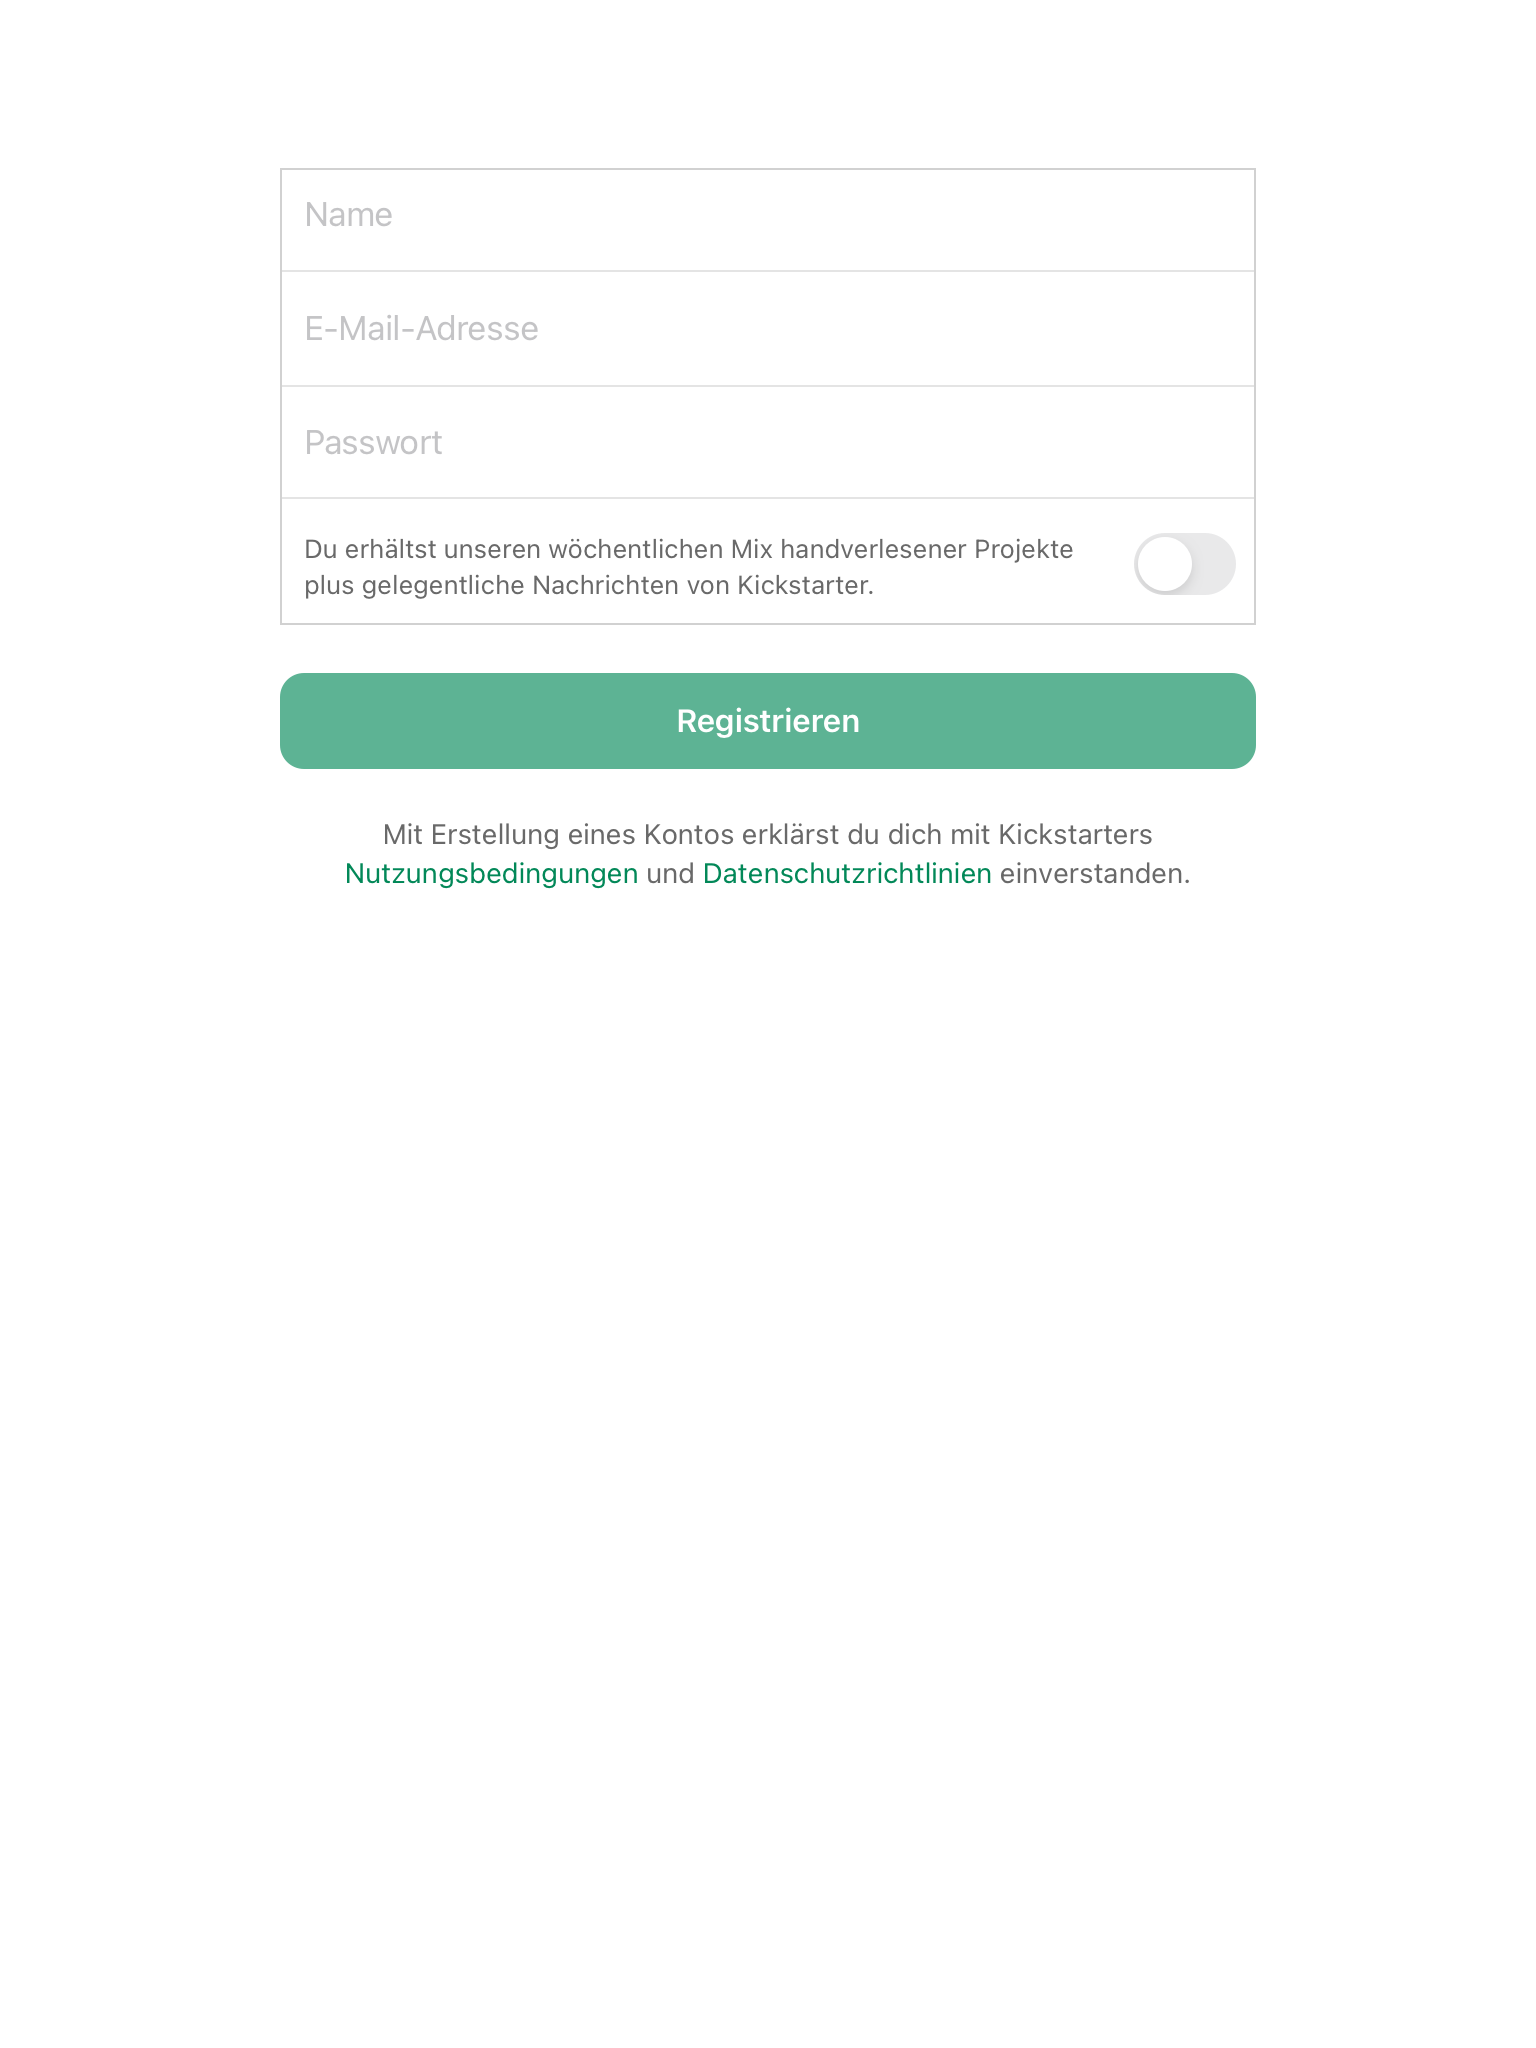 Name
E-Mail-Adresse
Passwort
Du erhältst unseren wöchentlichen Mix handverlesener Projekte
plus gelegentliche Nachrichten von Kickstarter.
Registrieren
Mit Erstellung eines Kontos erklärst du dich mit Kickstarters
Nutzungsbedingungen und Datenschutzrichtlinien einverstanden.